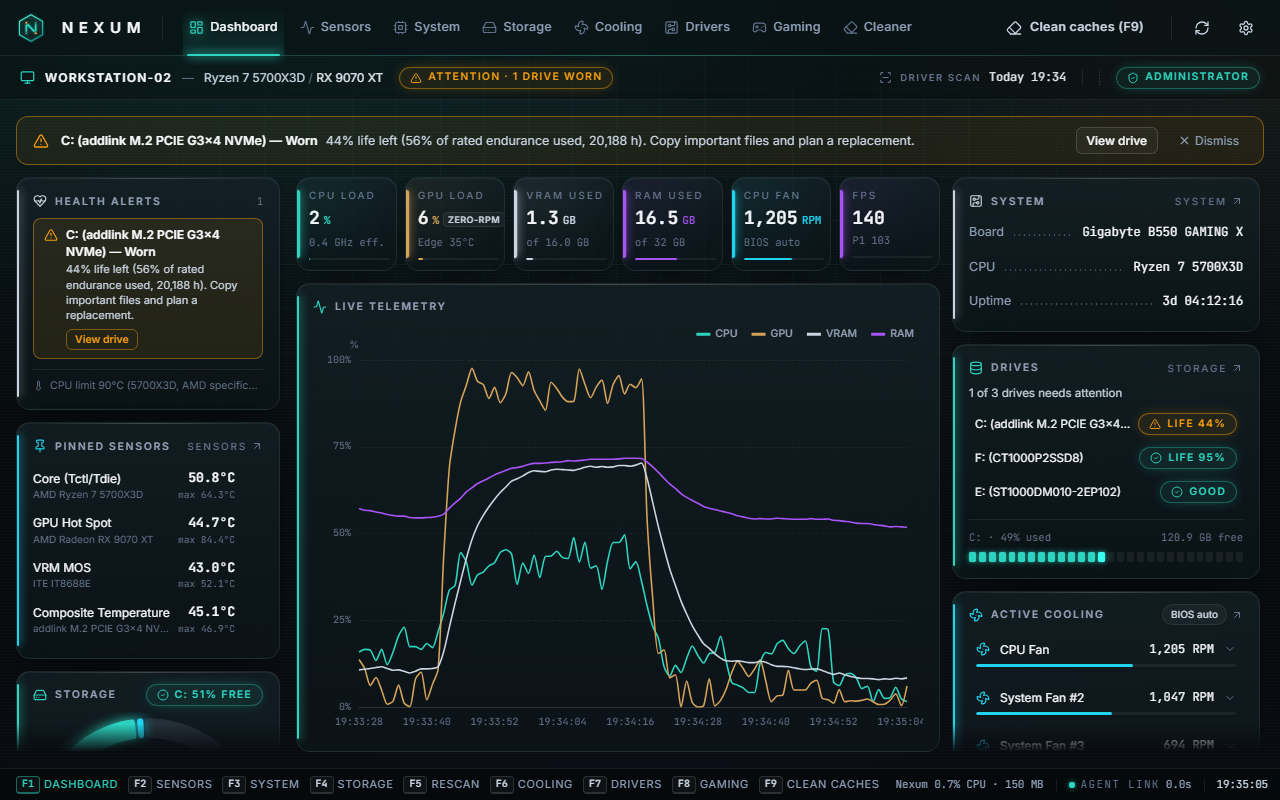 NEXUM
Dashboard
Sensors
System
Storage
Cooling
Drivers
Gaming
Cleaner
Clean caches (F9)
WORKSTATION-02 — Ryzen 7 5700X3D / RX 9070 XT
ATTENTION · 1 DRIVE WORN
DRIVER SCAN Today 19:34
ADMINISTRATOR
C: (addlink M.2 PCIE G3×4 NVMe) — Worn 44% life left (56% of rated endurance used, 20,188 h). Copy important files and plan a replacement.
View drive
Dismiss
HEALTH ALERTS 1
C: (addlink M.2 PCIE G3×4
NVMe) — Worn
44% life left (56% of rated
endurance used, 20,188 h). Copy
important files and plan a
replacement.
View drive
CPU limit 90°C (5700X3D, AMD specific...
PINNED SENSORS SENSORS
Core (Tctl/Tdie) 50.8°C
AMD Ryzen 7 5700X3D max 64.3°C
GPU Hot Spot 44.7°C
AMD Radeon RX 9070 XT max 84.4°C
VRM MOS 43.0°C
ITE IT8688E max 52.1°C
Composite Temperature 45.1°C
addlink M.2 PCIE G3×4 NV... max 46.9°C
STORAGE C: 51% FREE
CPU LOAD
2 %
0.4 GHz eff.
GPU LOAD
6 % ZERO-RPM
Edge 35°C
VRAM USED
1.3 GB
of 16.0 GB
RAM USED
16.5 GB
of 32 GB
CPU FAN
1,205 RPM
BIOS auto
FPS
140
P1 103
LIVE TELEMETRY
CPU GPU VRAM RAM
%
100%
75%
50%
25%
0%
19:33:28 19:33:40 19:33:52 19:34:04 19:34:16 19:34:28 19:34:40 19:34:52 19:35:04
SYSTEM SYSTEM
Board Gigabyte B550 GAMING X
CPU Ryzen 7 5700X3D
Uptime 3d 04:12:16
DRIVES STORAGE
1 of 3 drives needs attention
C: (addlink M.2 PCIE G3×4... LIFE 44%
F: (CT1000P2SSD8) LIFE 95%
E: (ST1000DM010-2EP102) GOOD
C: · 49% used 120.9 GB free
ACTIVE COOLING BIOS auto
CPU Fan 1,205 RPM
System Fan #2 1,047 RPM
System Fan #3 694 RPM
F1 DASHBOARD F2 SENSORS F3 SYSTEM F4 STORAGE F5 RESCAN F6 COOLING F7 DRIVERS F8 GAMING F9 CLEAN CACHES
Nexum 0.7% CPU · 150 MB
AGENT LINK 0.0s
19:35:05